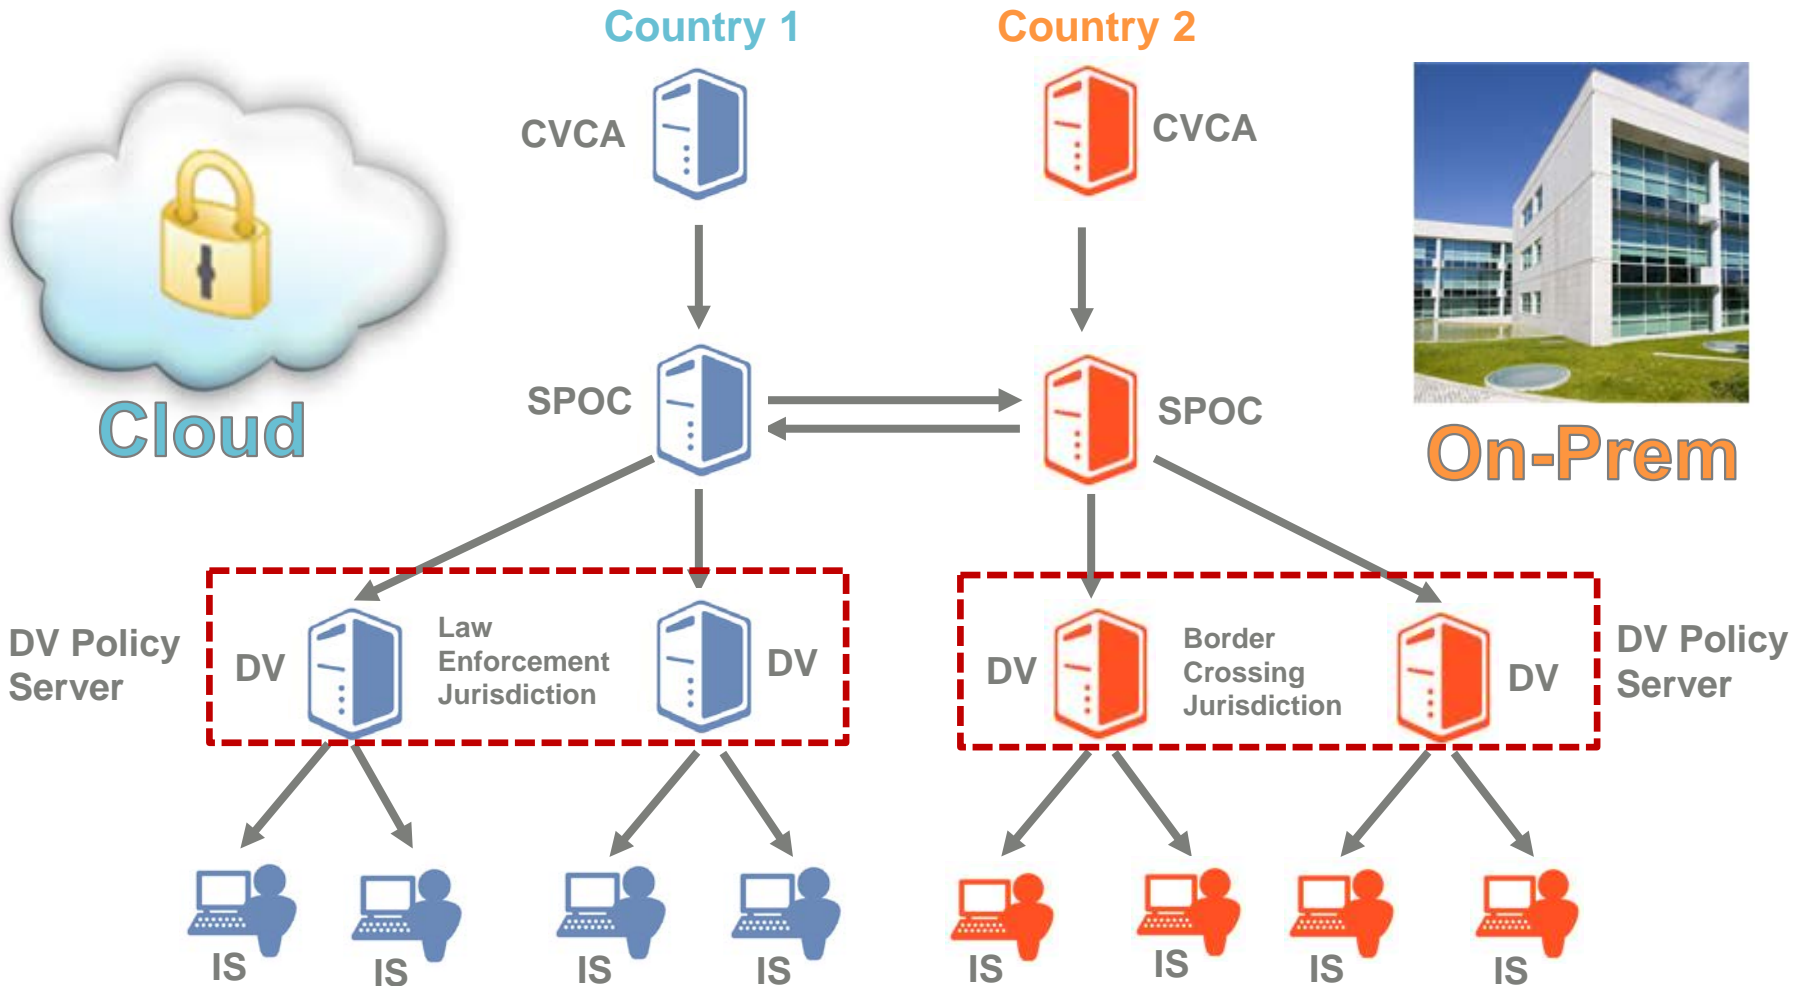 Country 1
Country 2
CVCA
CVCA
Cloud
SPOC
SPOC
On-Prem
DV Policy
Server
DV
Law
Enforcement
Jurisdiction
DV
DV
Border
Crossing
Jurisdiction
DV
DV Policy
Server
IS
IS
IS
IS
IS
IS
IS
IS